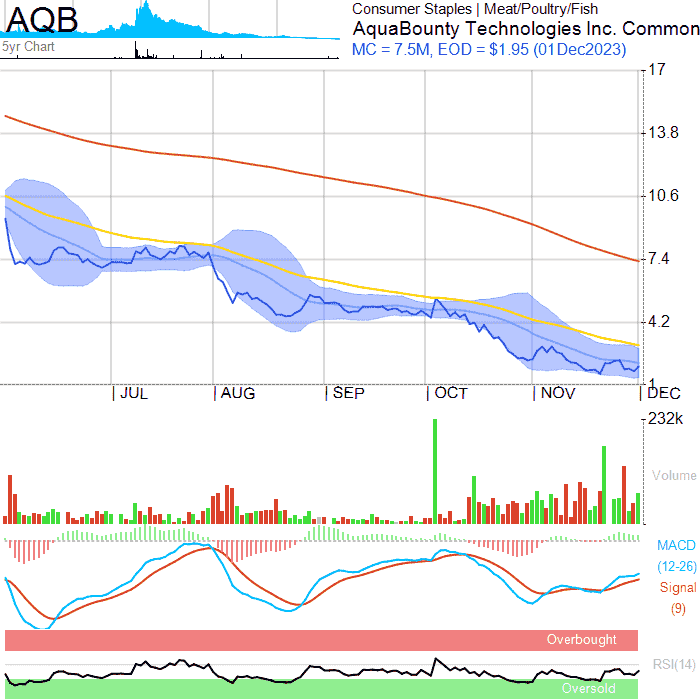 AQB
5yr Chart
Consumer Staples | Meat/Poultry/Fish
AquaBounty Technologies Inc. Common
MC = 7.5M, EOD = $1.95 (01Dec2023)
17
13.8
10.6
7.4
4.2
1
JUL AUG SEP OCT NOV DEC
232k
Volume
MACD
(12-26)
Signal
(9)
Overbought
RSI(14)
Oversold